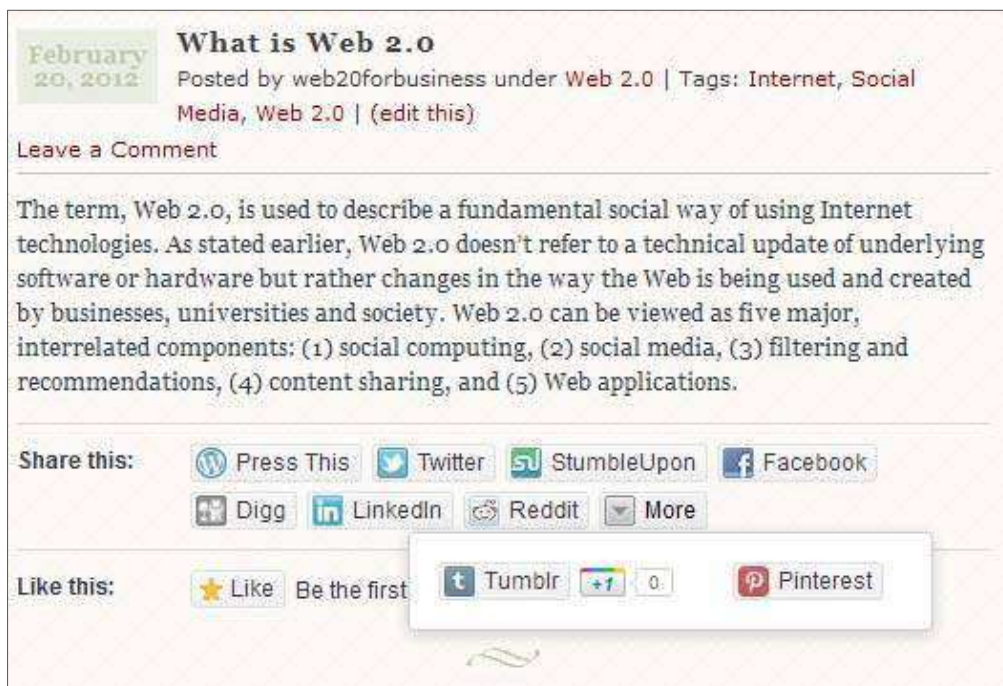 February
20, 2012
What is Web 2.0
Posted by web20forbusiness under Web 2.0 | Tags: Internet, Social
Media, Web 2.0 | (edit this)
Leave a Comment
The term, Web 2.0, is used to describe a fundamental social way of using Internet
technologies. As stated earlier, Web 2.0 doesn't refer to a technical update of underlying
software or hardware but rather changes in the way the Web is being used and created
by businesses, universities and society. Web 2.0 can be viewed as five major,
interrelated components: (1) social computing, (2) social media, (3) filtering and
recommendations, (4) content sharing, and (5) Web applications.
Share this: Press This Twitter StumbleUpon Facebook
Digg LinkedIn Reddit More
Like this: Like Be the first
Tumblr +1 0 Pinterest